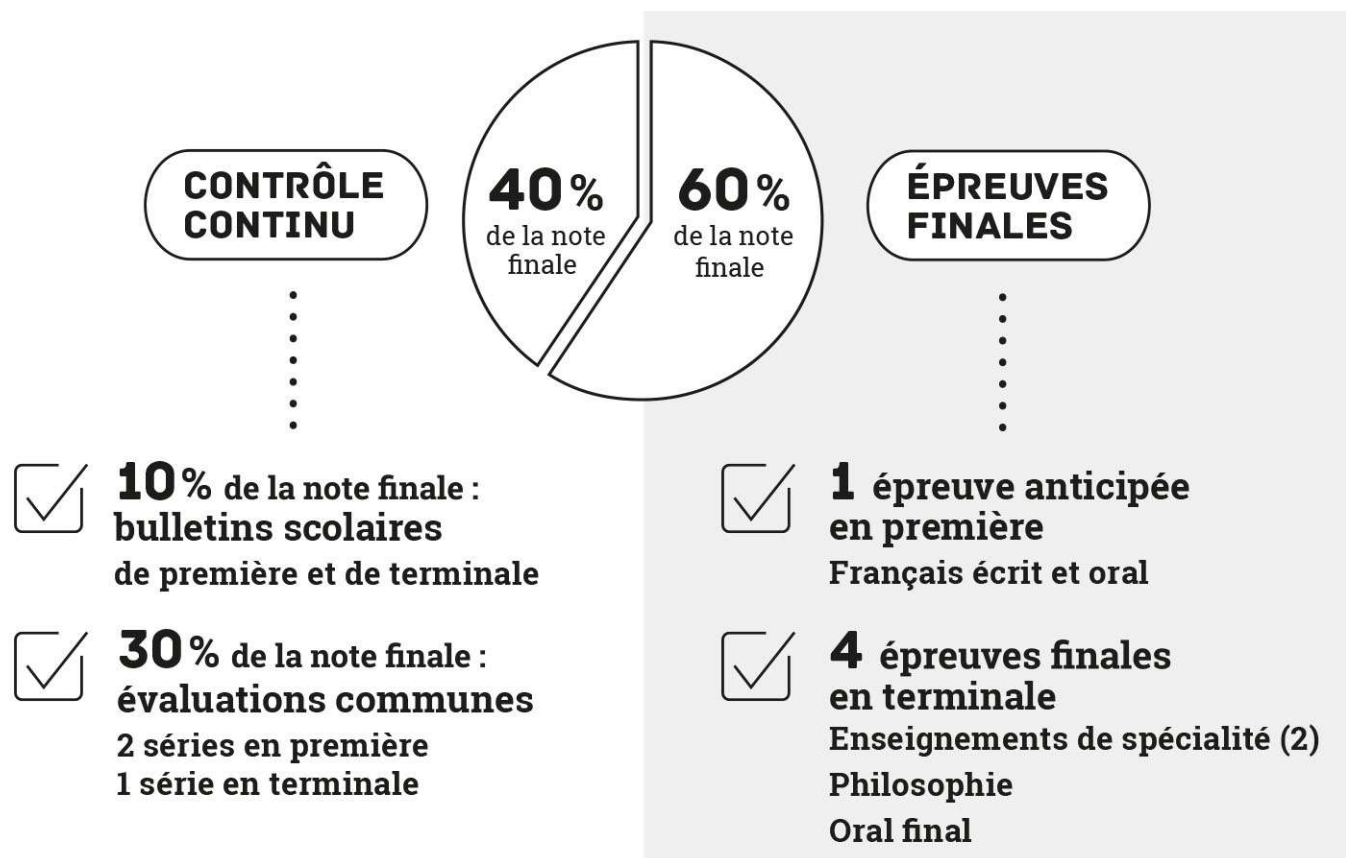 CONTRÔLE
CONTINU
40%
de la note
finale
60%
de la note
finale
ÉPREUVES
FINALES
10% de la note finale :
bulletins scolaires
de première et de terminale
30% de la note finale :
évaluations communes
2 séries en première
1 série en terminale
1 épreuve anticipée
en première
Français écrit et oral
4 épreuves finales
en terminale
Enseignements de spécialité (2)
Philosophie
Oral final